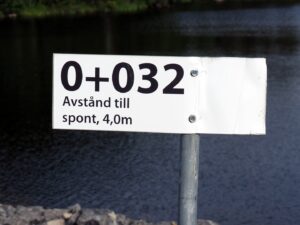 0+032
Avstånd till
spont, 4,0m